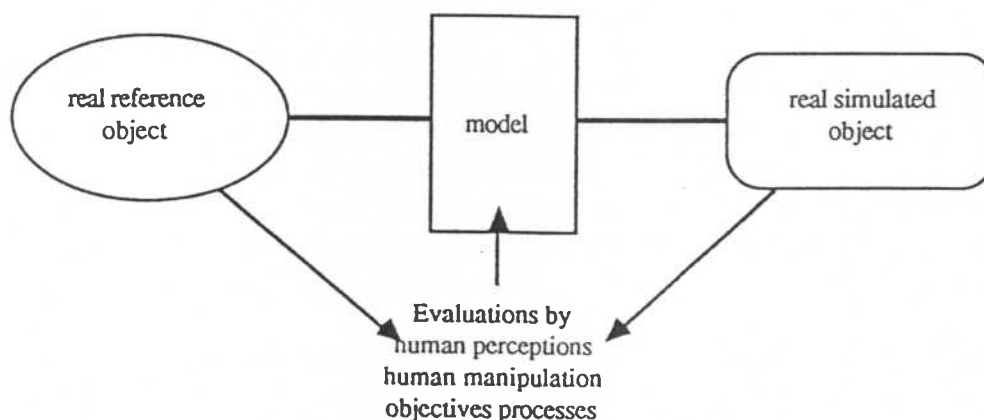 real reference
object
model
real simulated
object
Evaluations by
human perceptions
human manipulation
objectives processes